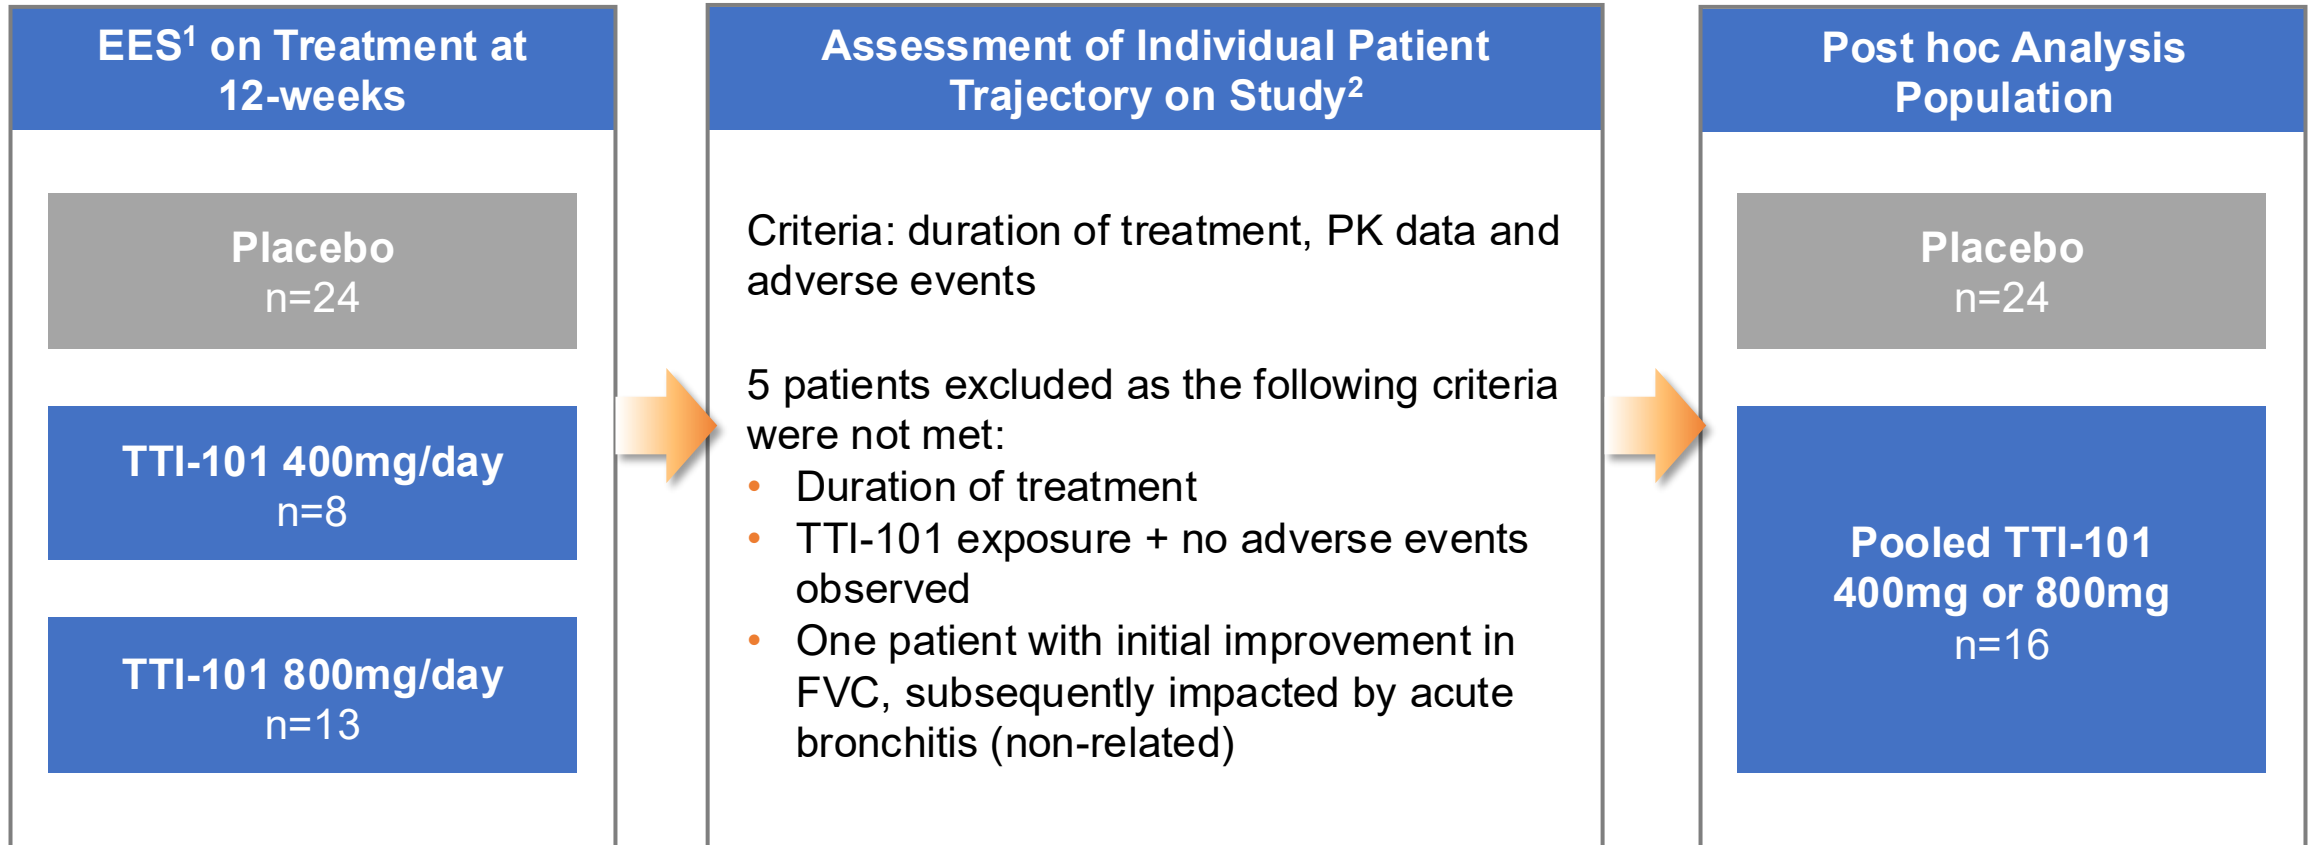 EES¹ on Treatment at
12-weeks
Placebo
n=24
TTI-101 400mg/day
n=8
TTI-101 800mg/day
n=13
Assessment of Individual Patient
Trajectory on Study²
Criteria: duration of treatment, PK data and
adverse events
5 patients excluded as the following criteria
were not met:
• Duration of treatment
• TTI-101 exposure + no adverse events
observed
• One patient with initial improvement in
FVC, subsequently impacted by acute
bronchitis (non-related)
Post hoc Analysis
Population
Placebo
n=24
Pooled TTI-101
400mg or 800mg
n=16